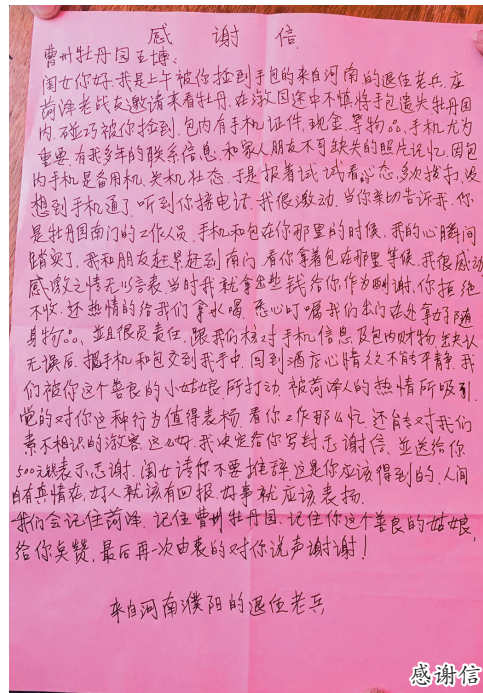 感谢信
曹州牡丹园王博:
闺女你好,我是上午被你捡到手包的来自河南的退伍老兵.应
菏泽老战友邀请来看牡丹.在游园途中不慎将手包遗失牡丹园
内.碰巧被你捡到.包内有手机证件,现金.等物品.手机尤为
重要有我多年的联系信息.和家人朋友不可缺失的照片记忆.因包
内手机是备用机.失机状态.于是报着试试看心态.多次拨打.没
想到手机通了.听到你接电话.我很激动.当你亲切告诉我.你
是牡丹园南门的工作人员.手机和包在你那里的时候.我的心瞬间
踏实了.我和朋友赶紧赶到南门.看你拿着包在那里等候.我很感动
感激之情无以言表.当时我就拿出些钱给你.作为酬谢.你拒绝
不收.还热情的给我们拿水喝.悉心叮嘱我们出门在外拿好随
身物品.並且很负责任.跟我们核对手机信息及包内财物.确认
无误后.把手机和包交到我手中.回到酒店心情久久不能平静.我
们被你这个善良的小姑娘所打动.被菏泽人的热情所吸引.
觉的对你这种行为值得表杨.看你工作那么忙.还能对我们
素不相识的游客.这么好.我决定给你写封感谢信.並送给你
500元钱表示感谢.闺女请你不要推辞.这是你应该得到的.人间
自有真情在.好人就该有回报.好事就应该表扬.
我们会记住菏泽.记住曹州牡丹园.记住你这个善良的姑娘,
给你点赞.最后再一次由衷的对你说声谢谢!
来自河南濮阳的退伍老兵
感谢信